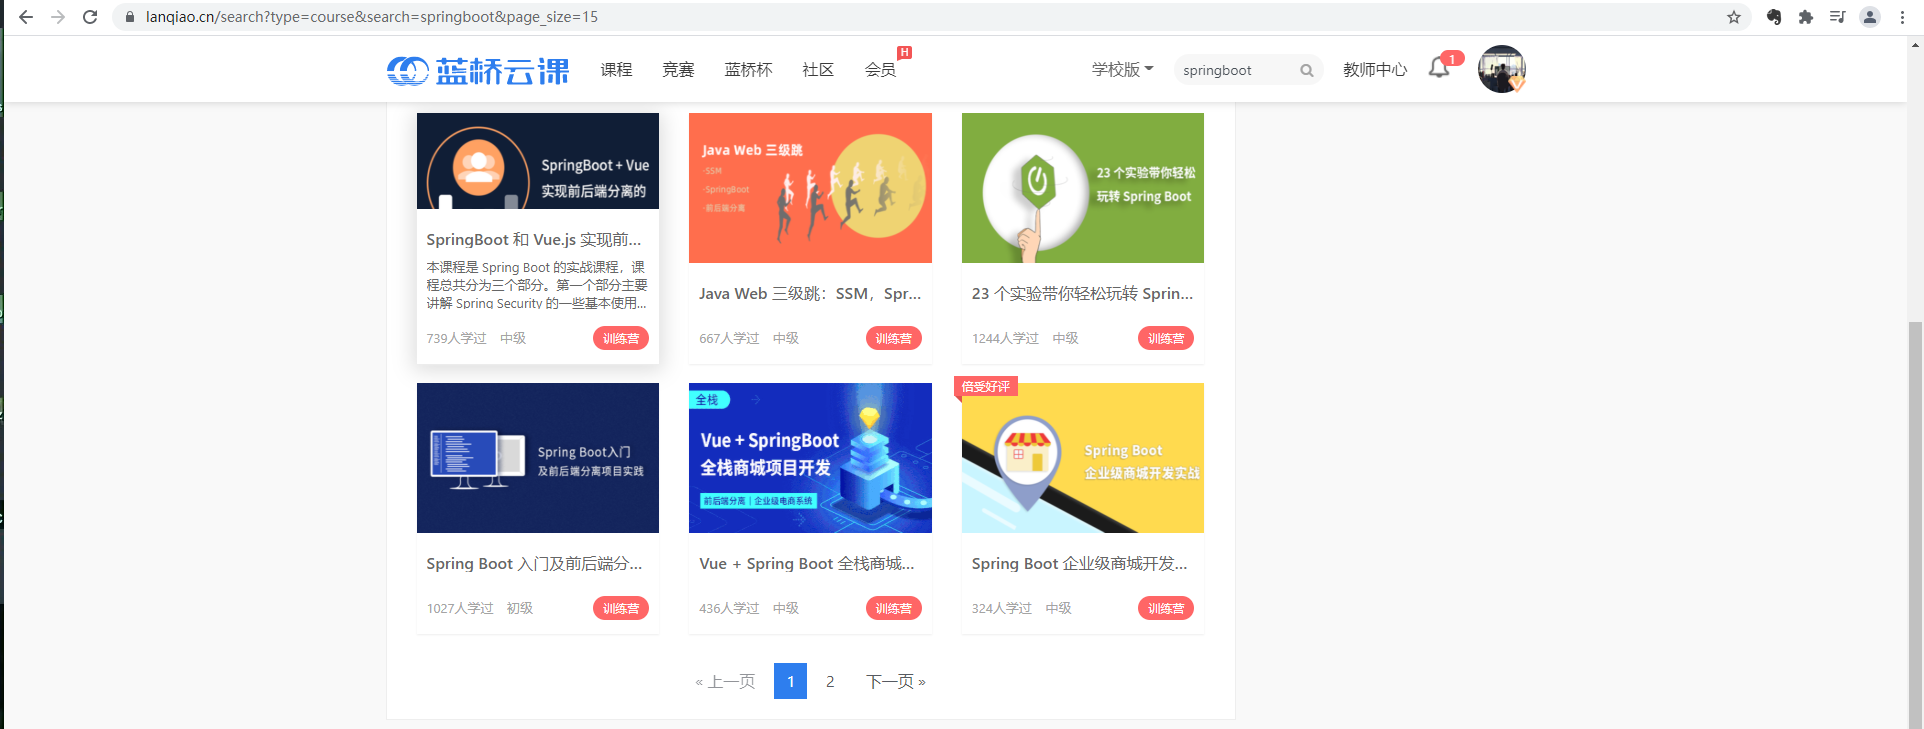 lanqiao.cn/search?type=course&search=springboot&page_size=15
蓝桥云课
课程
竞赛
蓝桥杯
社区
会员
H
学校版
springboot
教师中心
1
SpringBoot + Vue
实现前后端分离的
SpringBoot 和 Vue.js 实现前...
本课程是 Spring Boot 的实战课程，课
程总共分为三个部分。第一个部分主要
讲解 Spring Security 的一些基本使用...
739人学过 中级
训练营
Java Web 三级跳
-SSM
-SpringBoot
-前后端分离
Java Web 三级跳：SSM，Spr...
667人学过 中级
训练营
23 个实验带你轻松
玩转 Spring Boot
23 个实验带你轻松玩转 Sprin...
1244人学过 中级
训练营
Spring Boot入门
及前后端分离项目实践
Spring Boot 入门及前后端分...
1027人学过 初级
训练营
全栈
Vue + SpringBoot
全栈商城项目开发
前后端分离｜企业级电商系统
Vue + Spring Boot 全栈商城...
436人学过 中级
训练营
倍受好评
Spring Boot
企业级商城开发实战
Spring Boot 企业级商城开发...
324人学过 中级
训练营
« 上一页
1
2
下一页 »